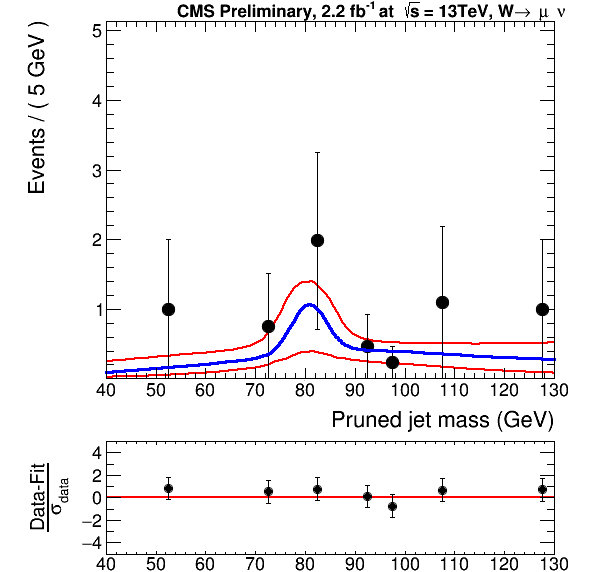 CMS Preliminary, 2.2 fb⁻¹ at √s = 13TeV, W→ μ ν
Events / ( 5 GeV )
5
4
3
2
1
40 50 60 70 80 90 100 110 120 130
Pruned jet mass (GeV)
Data-Fit
σdata
4
2
0
−2
−4
40 50 60 70 80 90 100 110 120 130